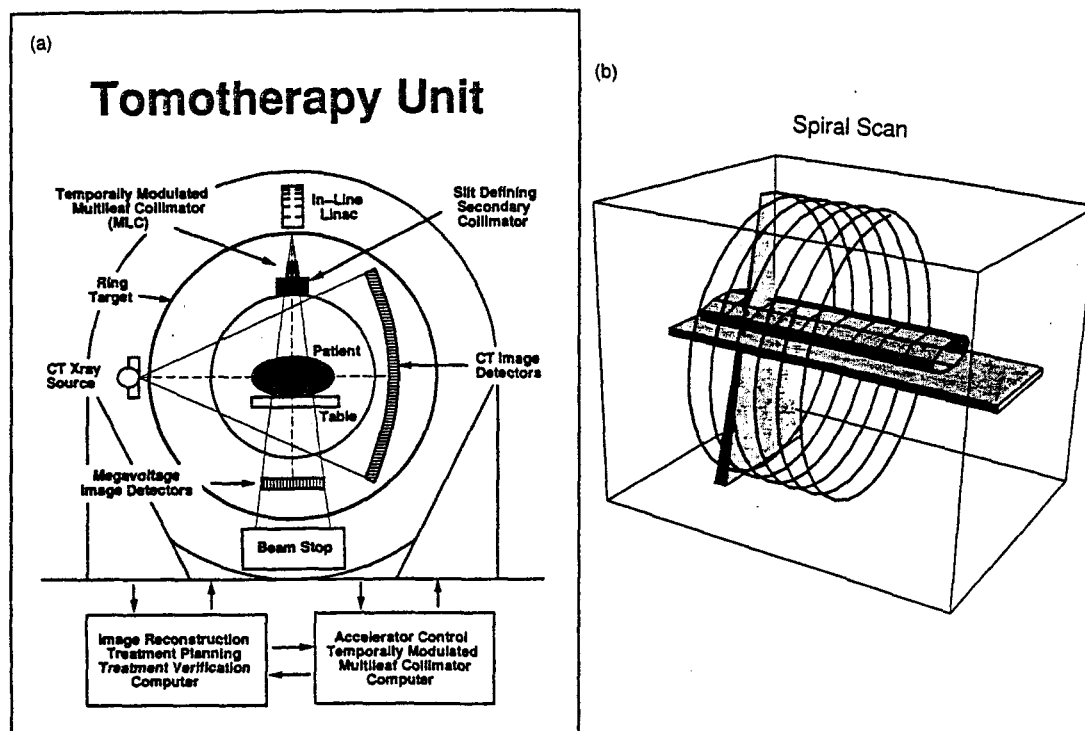 (a)
Tomotherapy Unit
Temporally Modulated
Multileaf Collimator
(MLC)
In-Line
Linac
Slit Defining
Secondary
Collimator
Ring
Target
CT Xray
Source
Patient
Table
CT Image
Detectors
Megavoltage
Image Detectors
Beam Stop
Image Reconstruction
Treatment Planning
Treatment Verification
Computer
Accelerator Control
Temporally Modulated
Multileaf Collimator
Computer
(b)
Spiral Scan